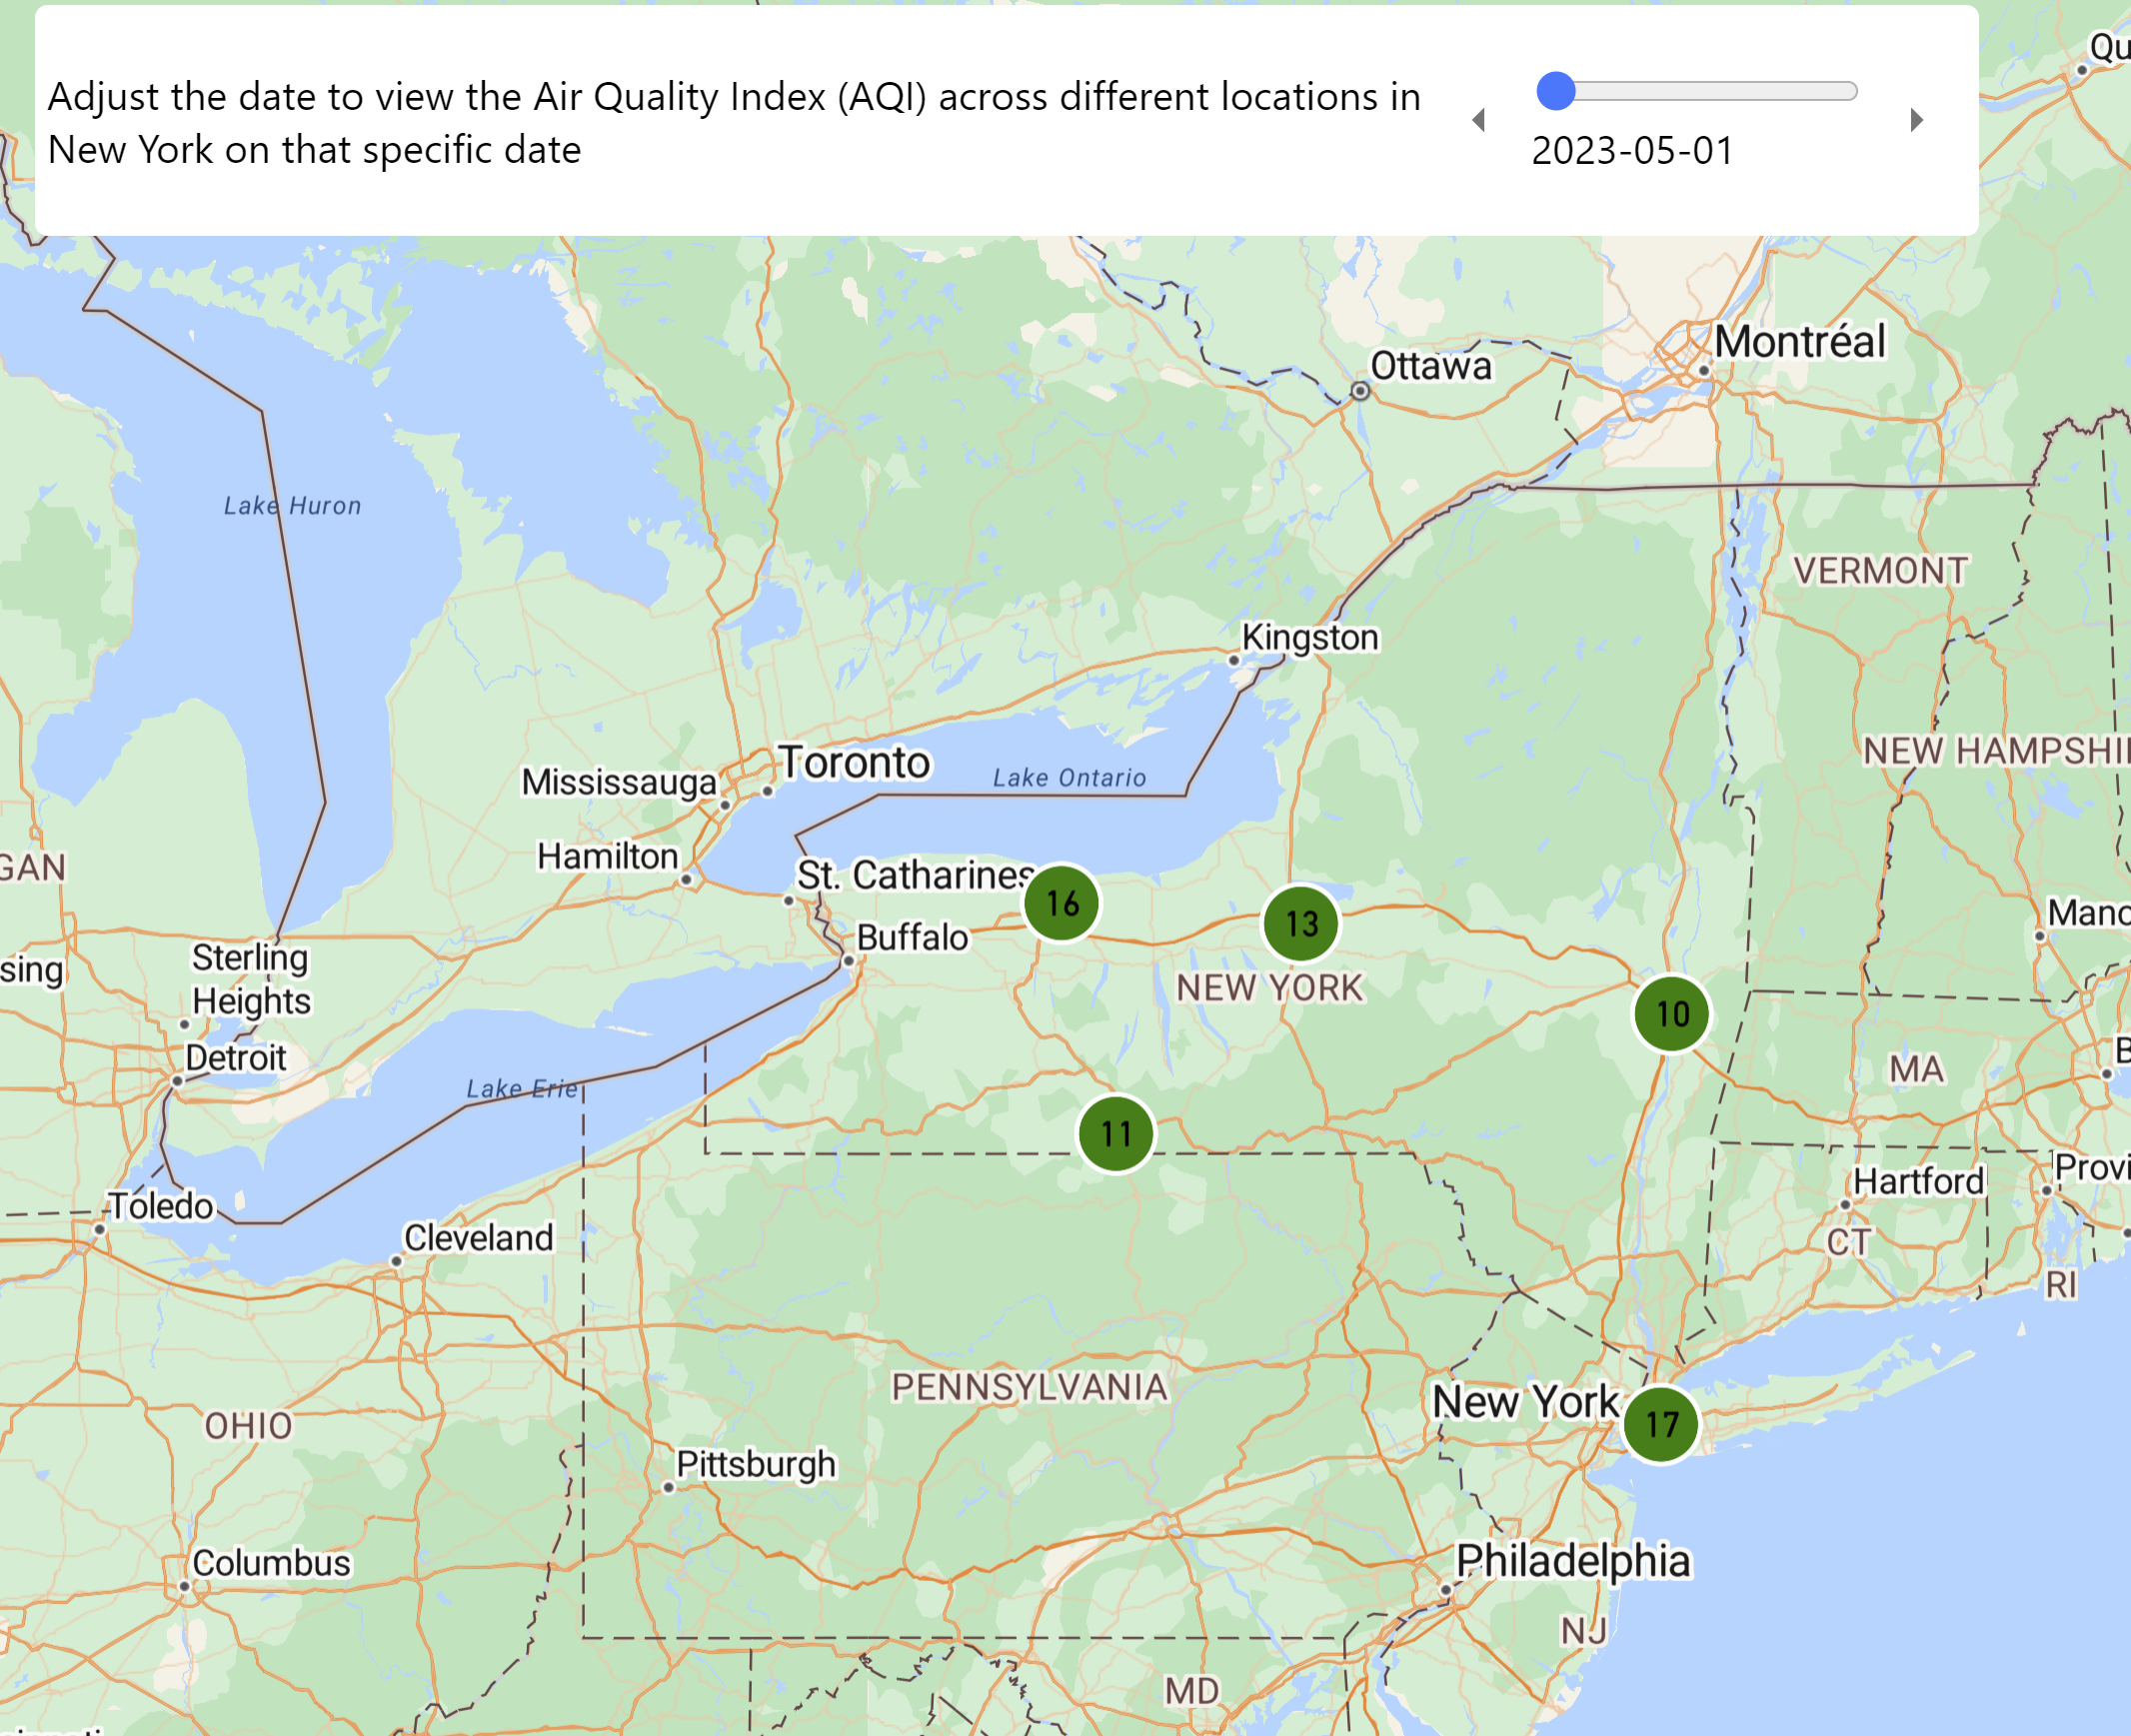 Adjust the date to view the Air Quality Index (AQI) across different locations in
New York on that specific date
2023-05-01
Qu
Montréal
Ottawa
Lake Huron
VERMONT
Kingston
NEW HAMPSHI
Toronto
Lake Ontario
Mississauga
Hamilton
St. Catharines
GAN
16
13
Manc
Buffalo
Sterling
Heights
sing
NEW YORK
10
Detroit
B
MA
Lake Erie
11
Provi
Hartford
Toledo
Cleveland
CT
RI
PENNSYLVANIA
New York
17
OHIO
Pittsburgh
Columbus
Philadelphia
NJ
MD